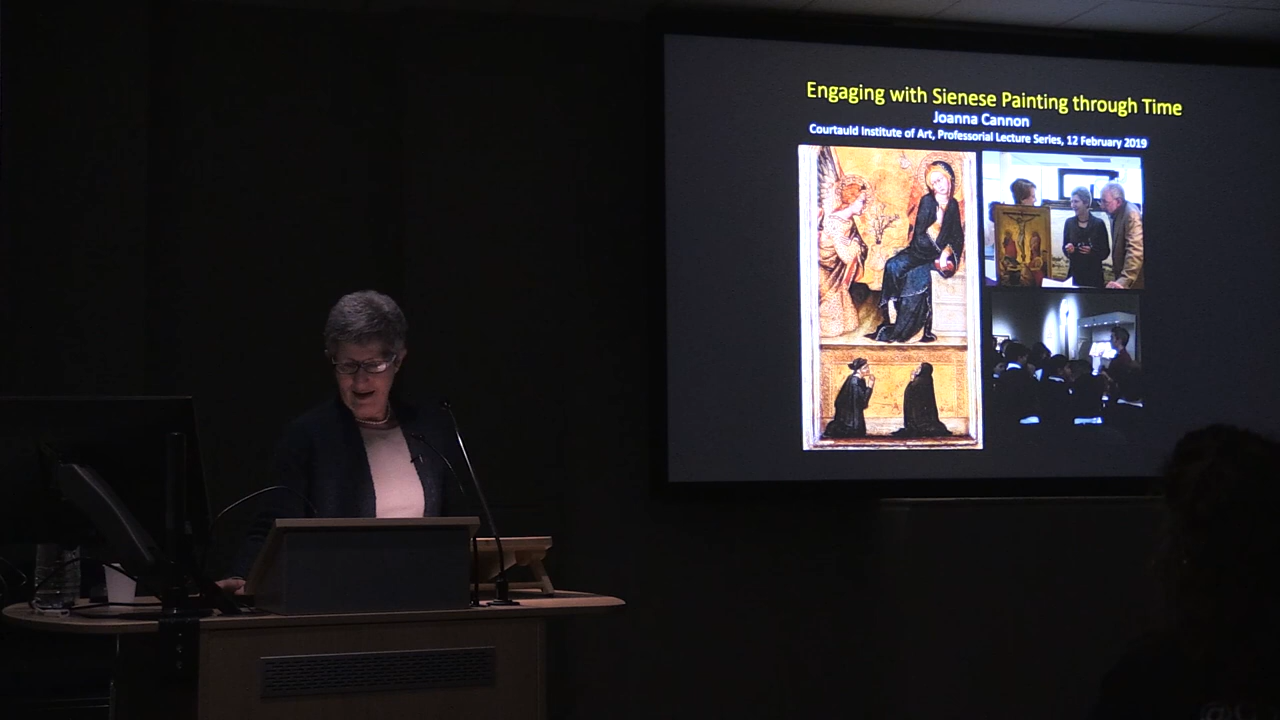 Engaging with Sienese Painting through Time
Joanna Cannon
Courtauld Institute of Art, Professorial Lecture Series, 12 February 2019